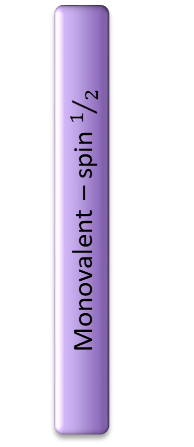 Monovalent – spin 1/2